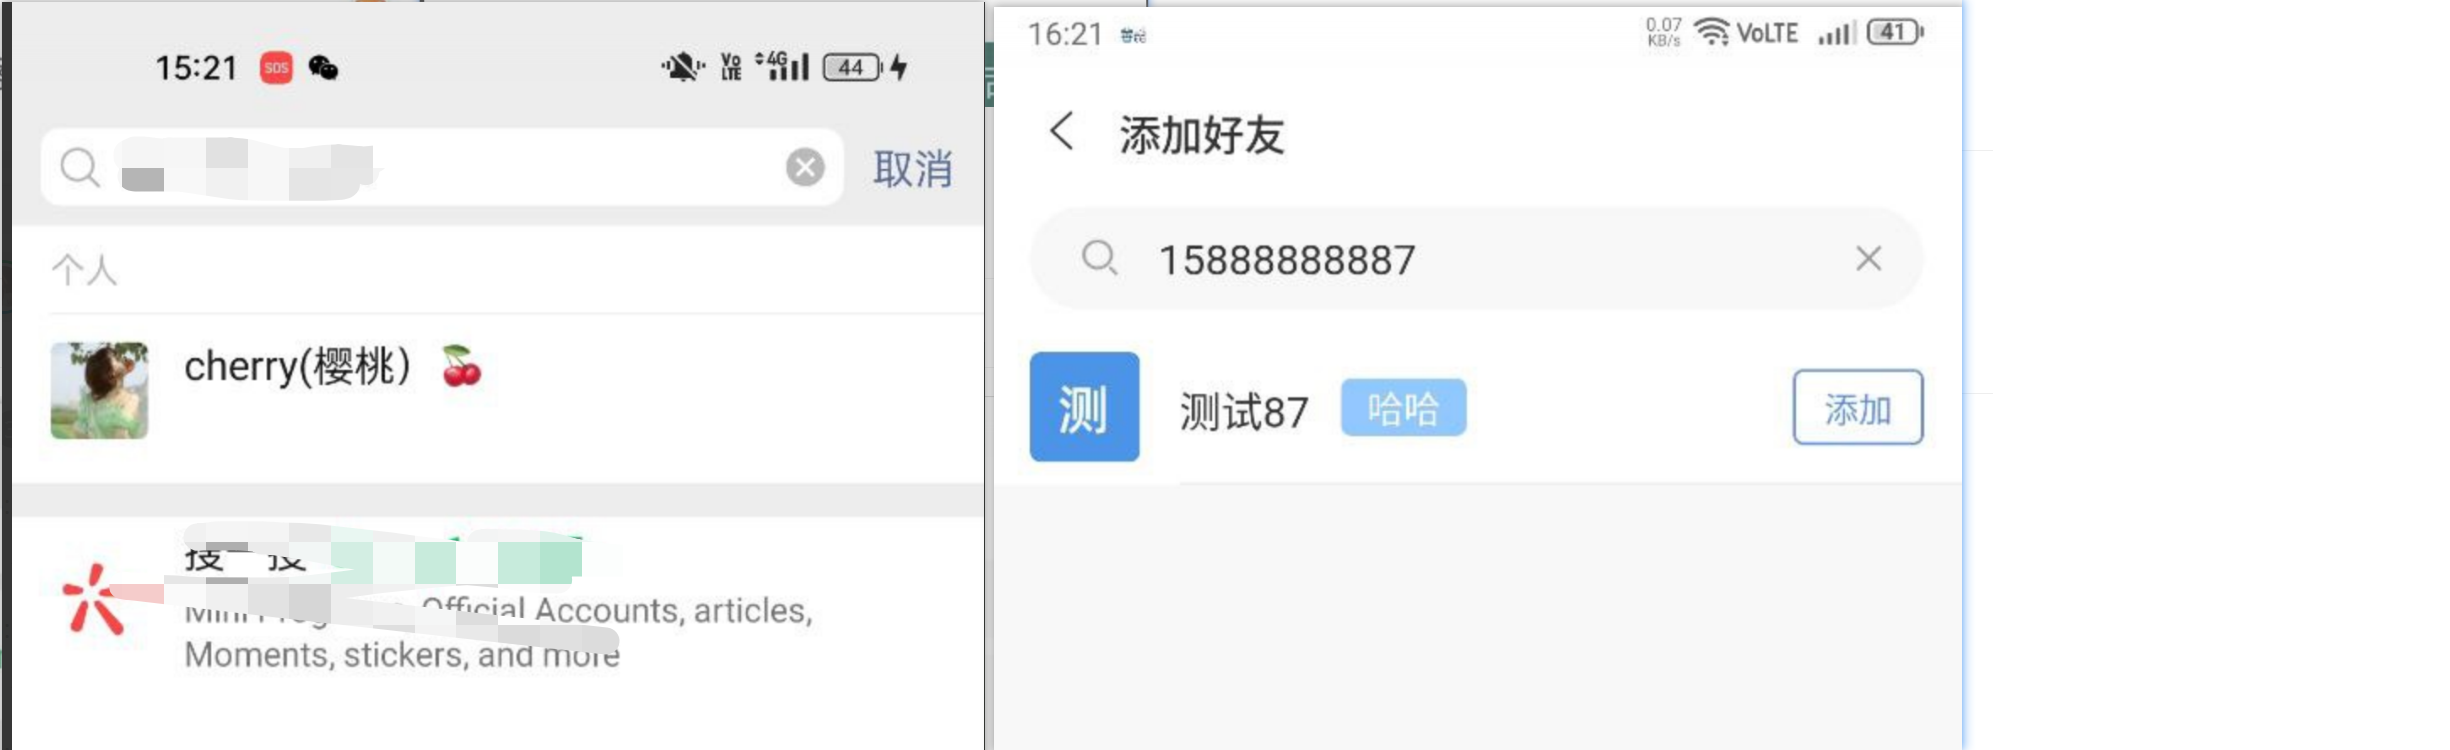 15:21 SOS VoLTE 4G 44
取消
个人
cherry(樱桃) 🍒
Official Accounts, articles,
Moments, stickers, and more
16:21 0.07 KB/s VoLTE 41
添加好友
15888888887
测 测试87 哈哈 添加